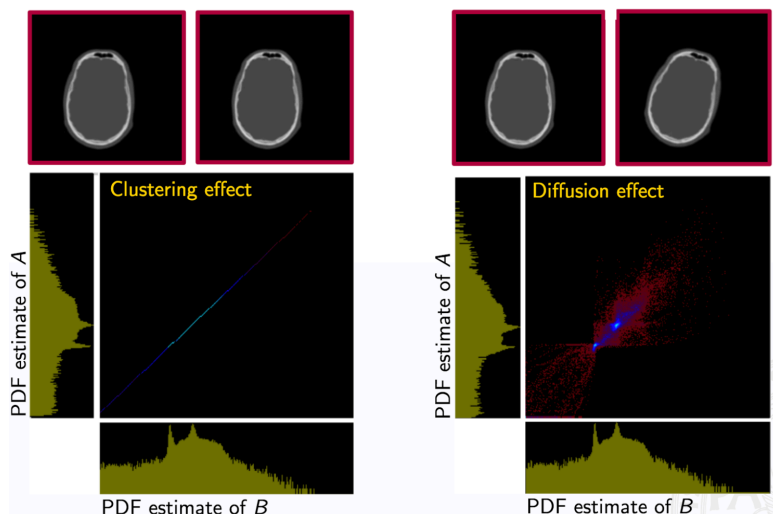 Clustering effect
PDF estimate of A
PDF estimate of B
Diffusion effect
PDF estimate of A
PDF estimate of B